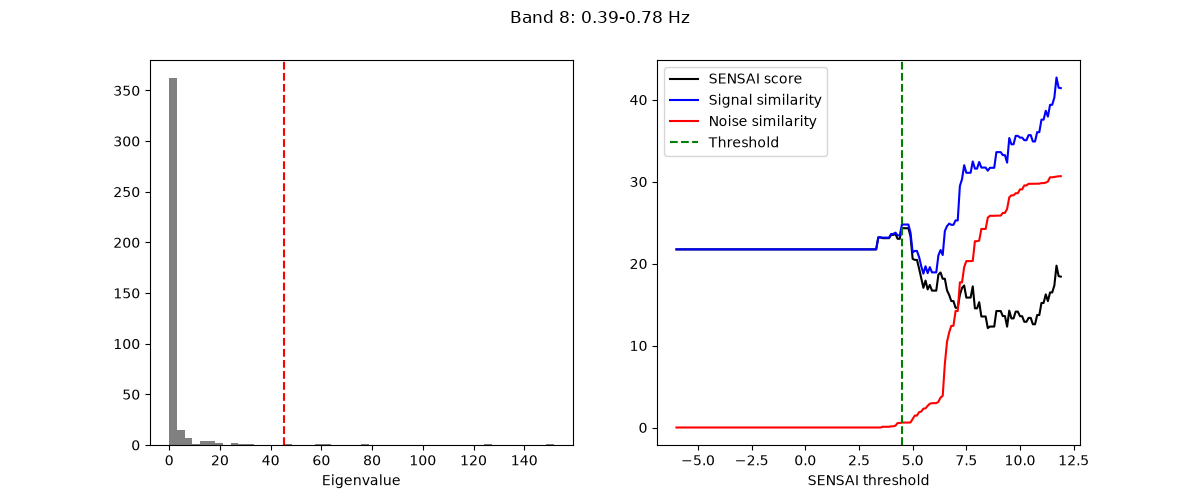 Band 8: 0.39-0.78 Hz
350
300
250
200
150
100
50
0
0 20 40 60 80 100 120 140
Eigenvalue
SENSAI score
Signal similarity
Noise similarity
Threshold
40
30
20
10
0
−5.0 −2.5 0.0 2.5 5.0 7.5 10.0 12.5
SENSAI threshold